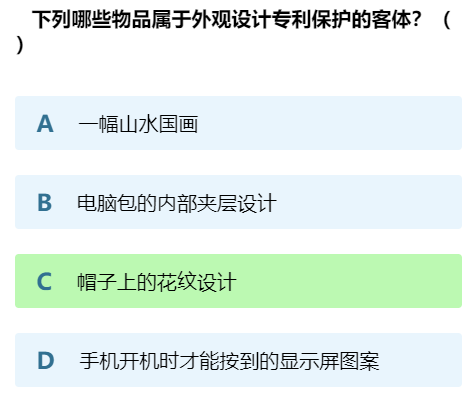 下列哪些物品属于外观设计专利保护的客体？（
）
A 一幅山水国画
B 电脑包的内部夹层设计
C 帽子上的花纹设计
D 手机开机时才能按到的显示屏图案